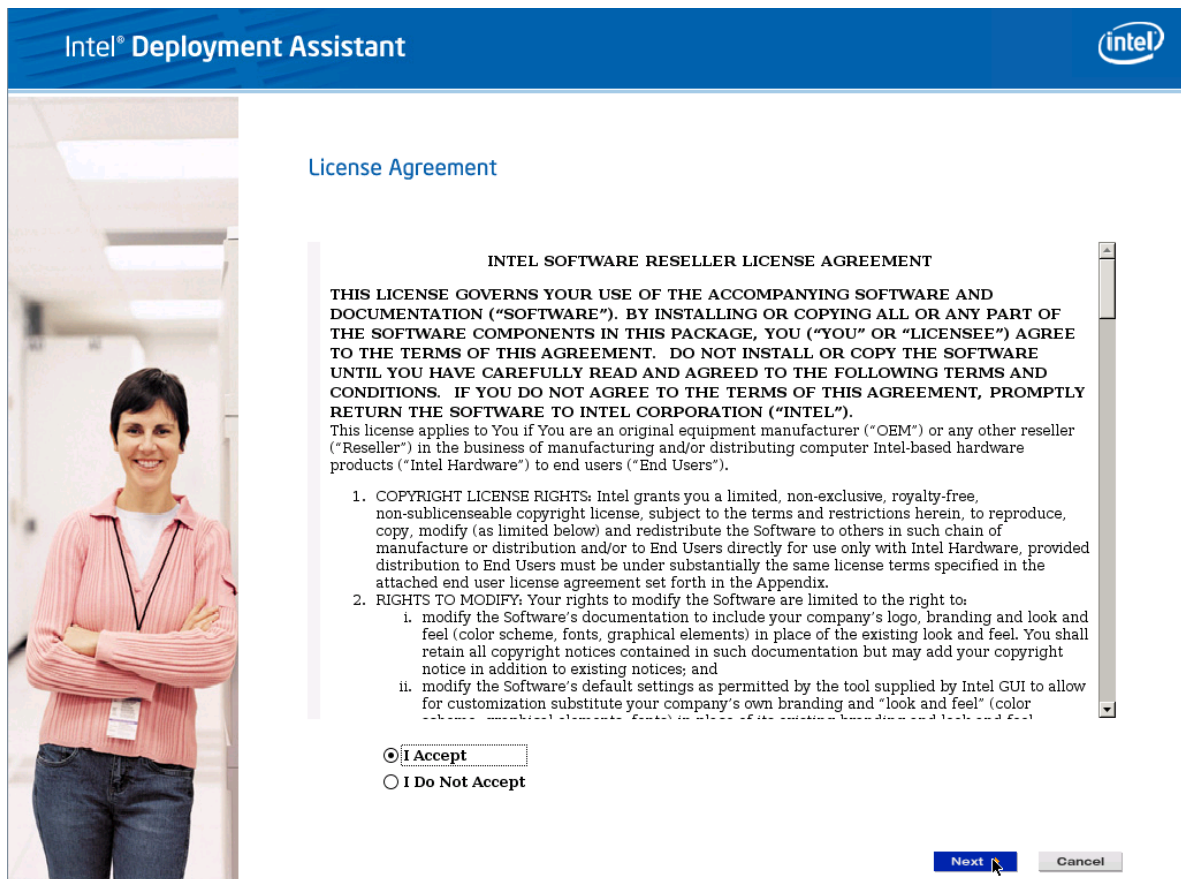 Intel® Deployment Assistant
intel
License Agreement
INTEL SOFTWARE RESELLER LICENSE AGREEMENT
THIS LICENSE GOVERNS YOUR USE OF THE ACCOMPANYING SOFTWARE AND
DOCUMENTATION (“SOFTWARE”). BY INSTALLING OR COPYING ALL OR ANY PART OF
THE SOFTWARE COMPONENTS IN THIS PACKAGE, YOU (“YOU” OR “LICENSEE”) AGREE
TO THE TERMS OF THIS AGREEMENT. DO NOT INSTALL OR COPY THE SOFTWARE
UNTIL YOU HAVE CAREFULLY READ AND AGREED TO THE FOLLOWING TERMS AND
CONDITIONS. IF YOU DO NOT AGREE TO THE TERMS OF THIS AGREEMENT, PROMPTLY
RETURN THE SOFTWARE TO INTEL CORPORATION (“INTEL”).
This license applies to You if You are an original equipment manufacturer (“OEM”) or any other reseller
(“Reseller”) in the business of manufacturing and/or distributing computer Intel-based hardware
products (“Intel Hardware”) to end users (“End Users”).
1. COPYRIGHT LICENSE RIGHTS: Intel grants you a limited, non-exclusive, royalty-free,
non-sublicenseable copyright license, subject to the terms and restrictions herein, to reproduce,
copy, modify (as limited below) and redistribute the Software to others in such chain of
manufacture or distribution and/or to End Users directly for use only with Intel Hardware, provided
distribution to End Users must be under substantially the same license terms specified in the
attached end user license agreement set forth in the Appendix.
2. RIGHTS TO MODIFY: Your rights to modify the Software are limited to the right to:
i. modify the Software’s documentation to include your company’s logo, branding and look and
feel (color scheme, fonts, graphical elements) in place of the existing look and feel. You shall
retain all copyright notices contained in such documentation but may add your copyright
notice in addition to existing notices; and
ii. modify the Software’s default settings as permitted by the tool supplied by Intel GUI to allow
for customization substitute your company’s own branding and “look and feel” (color
scheme, graphical elements, fonts) in place of its existing branding and look and feel
I Accept
I Do Not Accept
Next
Cancel